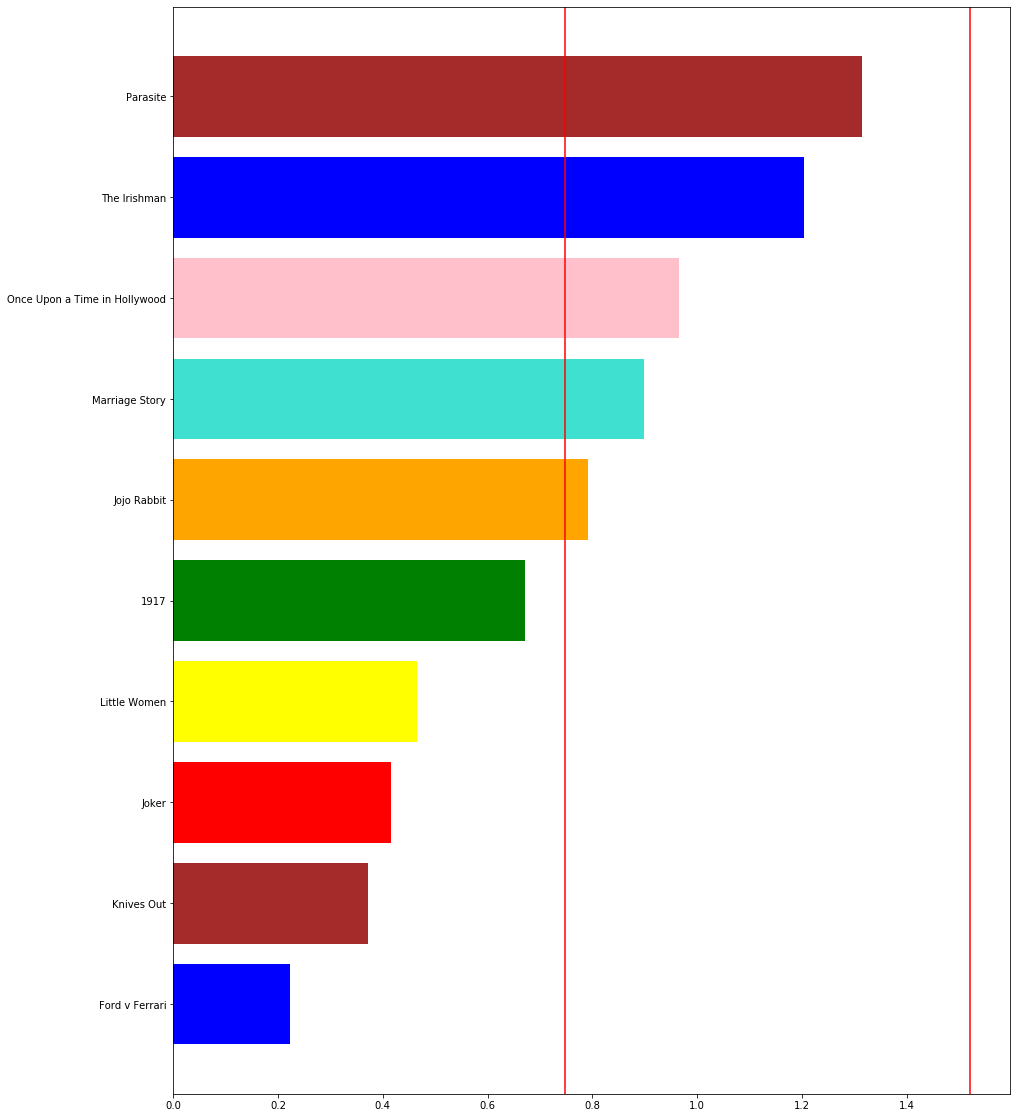 Parasite
The Irishman
Once Upon a Time in Hollywood
Marriage Story
Jojo Rabbit
1917
Little Women
Joker
Knives Out
Ford v Ferrari
0.0 0.2 0.4 0.6 0.8 1.0 1.2 1.4